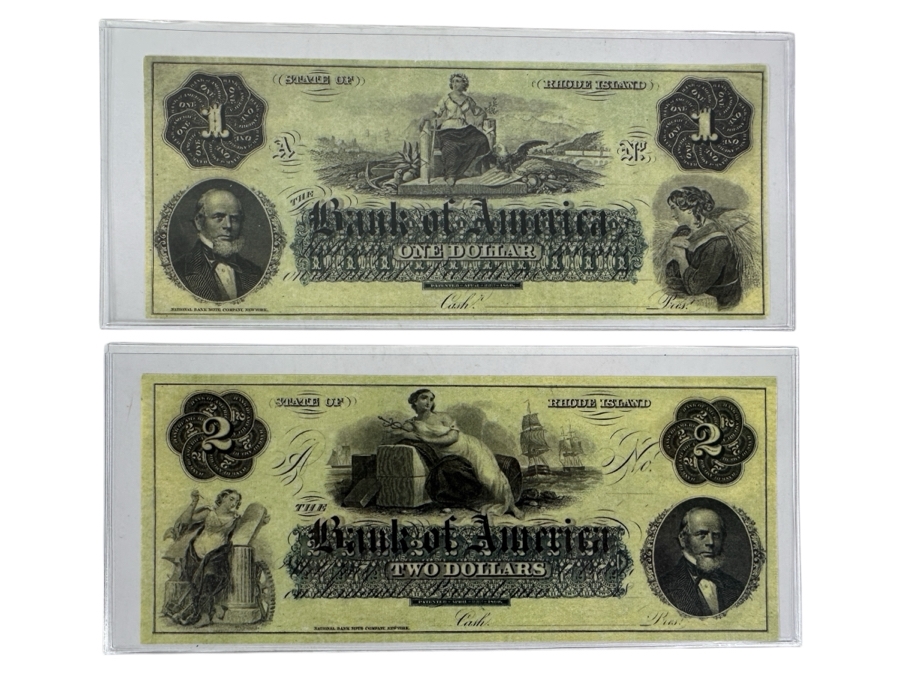 STATE OF RHODE ISLAND
1 1
A No.
THE
Bank of America
ONE DOLLAR
Cash.r Pres.t
NATIONAL BANK NOTE COMPANY, NEW YORK.
STATE OF RHODE ISLAND
2 2
A No.
THE
Bank of America
TWO DOLLARS
Cash. Pres.t
NATIONAL BANK NOTE COMPANY, NEW YORK.